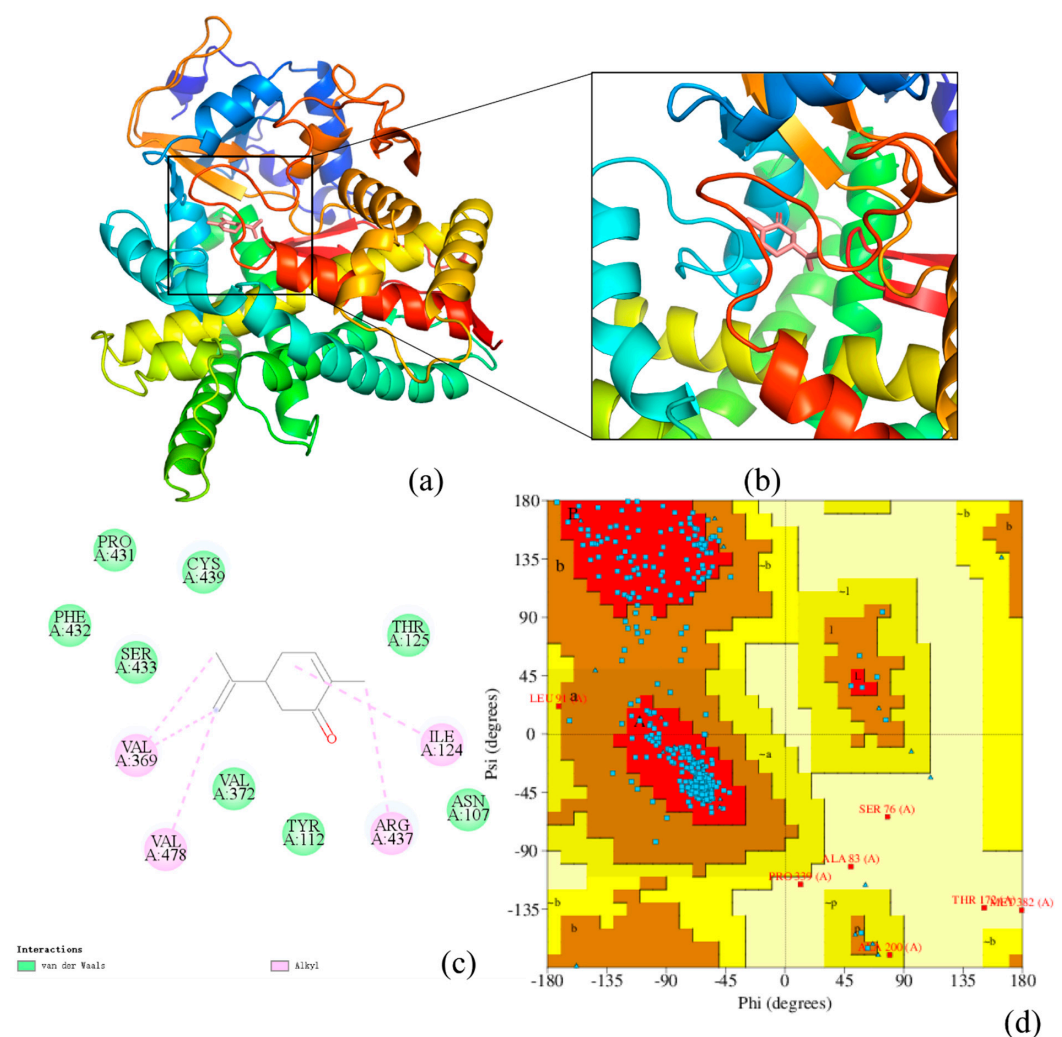 (a)
(b)
PRO
A:431
CYS
A:439
PHE
A:432
SER
A:433
THR
A:125
VAL
A:369
ILE
A:124
VAL
A:372
ASN
A:107
VAL
A:478
TYR
A:112
ARG
A:437
O
Interactions
van der Waals
Alkyl
(c)
180
135
90
45
0
-45
-90
-135
Psi (degrees)
B
b
~b
~b
b
~l
l
L
LEU 91 (A)
a
A
~a
SER 76 (A)
ALA 83 (A)
PRO 339 (A)
~p
THR 172 (A)
MET 382 (A)
~b
b
p
ALA 200 (A)
~b
-180
-135
-90
-45
0
45
90
135
180
Phi (degrees)
(d)